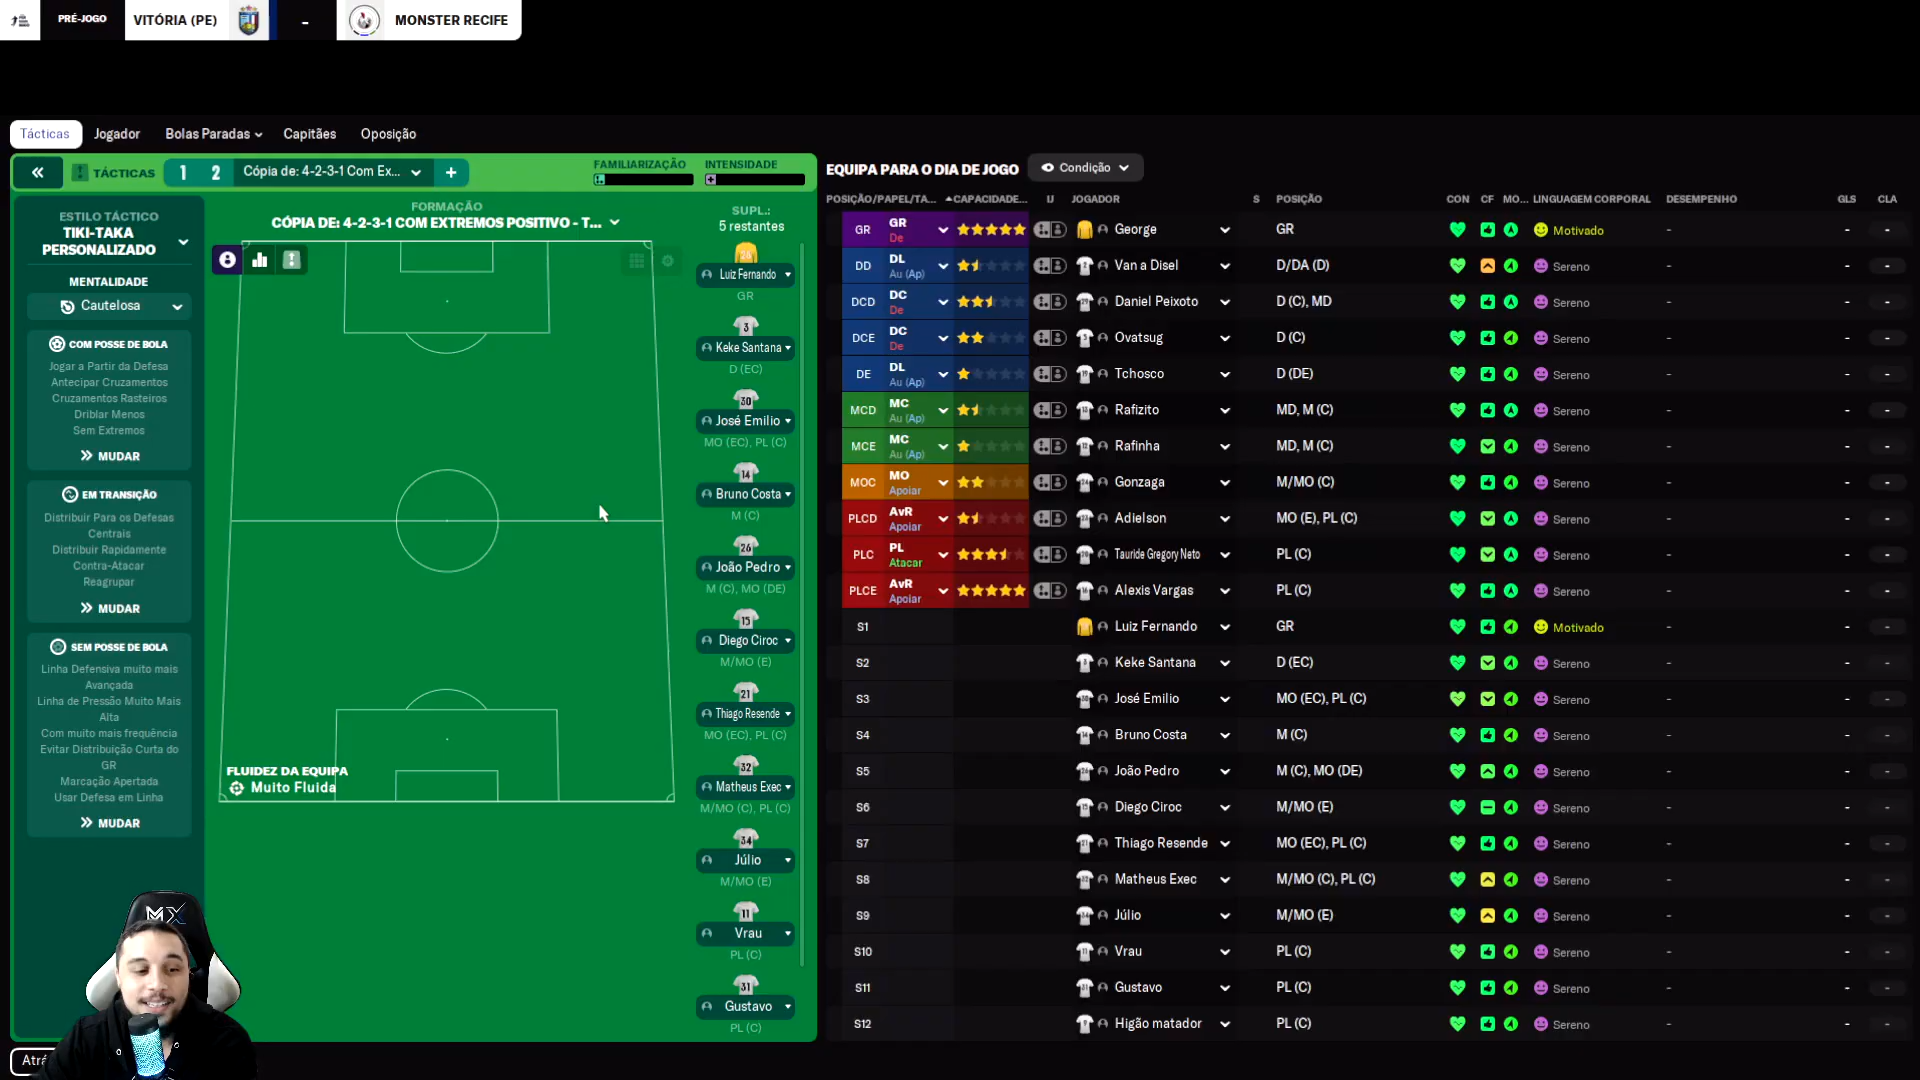 PRÉ-JOGO
VITÓRIA (PE)
-
MONSTER RECIFE
Tácticas
Jogador
Bolas Paradas
Capitães
Oposição
TÁCTICAS
1
2
Cópia de: 4-2-3-1 Com Ex...
+
FAMILIARIZAÇÃO
INTENSIDADE
ESTILO TÁCTICO
TIKI-TAKA
PERSONALIZADO
MENTALIDADE
Cautelosa
COM POSSE DE BOLA
Jogar a Partir da Defesa
Antecipar Cruzamentos
Cruzamentos Rasteiros
Driblar Menos
Sem Extremos
MUDAR
EM TRANSIÇÃO
Distribuir Para os Defesas
Centrais
Distribuir Rapidamente
Contra-Atacar
Reagrupar
MUDAR
SEM POSSE DE BOLA
Linha Defensiva muito mais
Avançada
Linha de Pressão Muito Mais
Alta
Com muito mais frequência
Evitar Distribuição Curta do
GR
Marcação Apertada
Usar Defesa em Linha
MUDAR
Atrá
FORMAÇÃO
CÓPIA DE: 4-2-3-1 COM EXTREMOS POSITIVO - T...
FLUIDEZ DA EQUIPA
Muito Fluida
SUPL.:
5 restantes
Luiz Fernando
GR
3
Keke Santana
D (EC)
30
José Emilio
MO (EC), PL (C)
14
Bruno Costa
M (C)
26
João Pedro
M (C), MO (DE)
15
Diego Ciroc
M/MO (E)
21
Thiago Resende
MO (EC), PL (C)
32
Matheus Exec
M/MO (C), PL (C)
34
Júlio
M/MO (E)
11
Vrau
PL (C)
31
Gustavo
PL (C)
EQUIPA PARA O DIA DE JOGO
Condição
POSIÇÃO/PAPEL/TA... CAPACIDADE... IJ JOGADOR S POSIÇÃO CON CF MO... LINGUAGEM CORPORAL DESEMPENHO GLS CLA
GR GR De George GR Motivado - - -
DD DL Au (Ap) Van a Disel D/DA (D) Sereno - - -
DCD DC De Daniel Peixoto D (C), MD Sereno - - -
DCE DC De Ovatsug D (C) Sereno - - -
DE DL Au (Ap) Tchosco D (DE) Sereno - - -
MCD MC Au (Ap) Rafizito MD, M (C) Sereno - - -
MCE MC Au (Ap) Rafinha MD, M (C) Sereno - - -
MOC MO Apoiar Gonzaga M/MO (C) Sereno - - -
PLCD AvR Apoiar Adielson MO (E), PL (C) Sereno - - -
PLC PL Atacar Tauride Gregory Neto PL (C) Sereno - - -
PLCE AvR Apoiar Alexis Vargas PL (C) Sereno - - -
S1 Luiz Fernando GR Motivado - - -
S2 Keke Santana D (EC) Sereno - - -
S3 José Emilio MO (EC), PL (C) Sereno - - -
S4 Bruno Costa M (C) Sereno - - -
S5 João Pedro M (C), MO (DE) Sereno - - -
S6 Diego Ciroc M/MO (E) Sereno - - -
S7 Thiago Resende MO (EC), PL (C) Sereno - - -
S8 Matheus Exec M/MO (C), PL (C) Sereno - - -
S9 Júlio M/MO (E) Sereno - - -
S10 Vrau PL (C) Sereno - - -
S11 Gustavo PL (C) Sereno - - -
S12 Higão matador PL (C) Sereno - - -